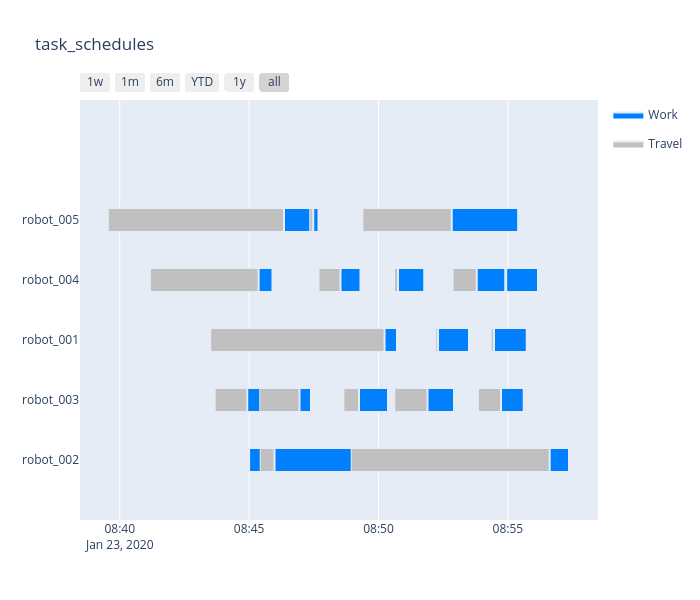 task_schedules
1w 1m 6m YTD 1y all
Work
Travel
robot_005
robot_004
robot_001
robot_003
robot_002
08:40 08:45 08:50 08:55
Jan 23, 2020